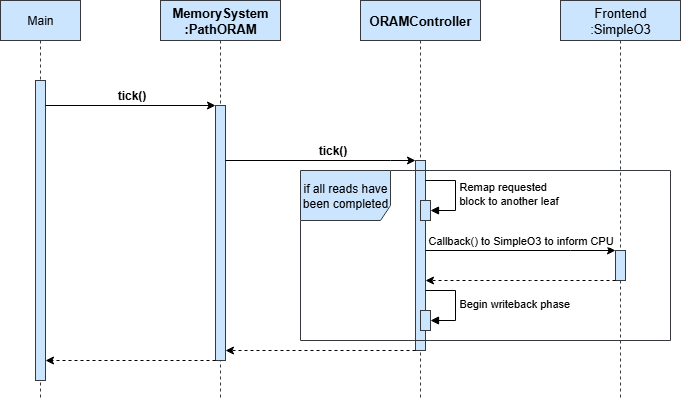 Main
MemorySystem
:PathORAM
ORAMController
Frontend
:SimpleO3
tick()
tick()
if all reads have
been completed
Remap requested
block to another leaf
Callback() to SimpleO3 to inform CPU
Begin writeback phase